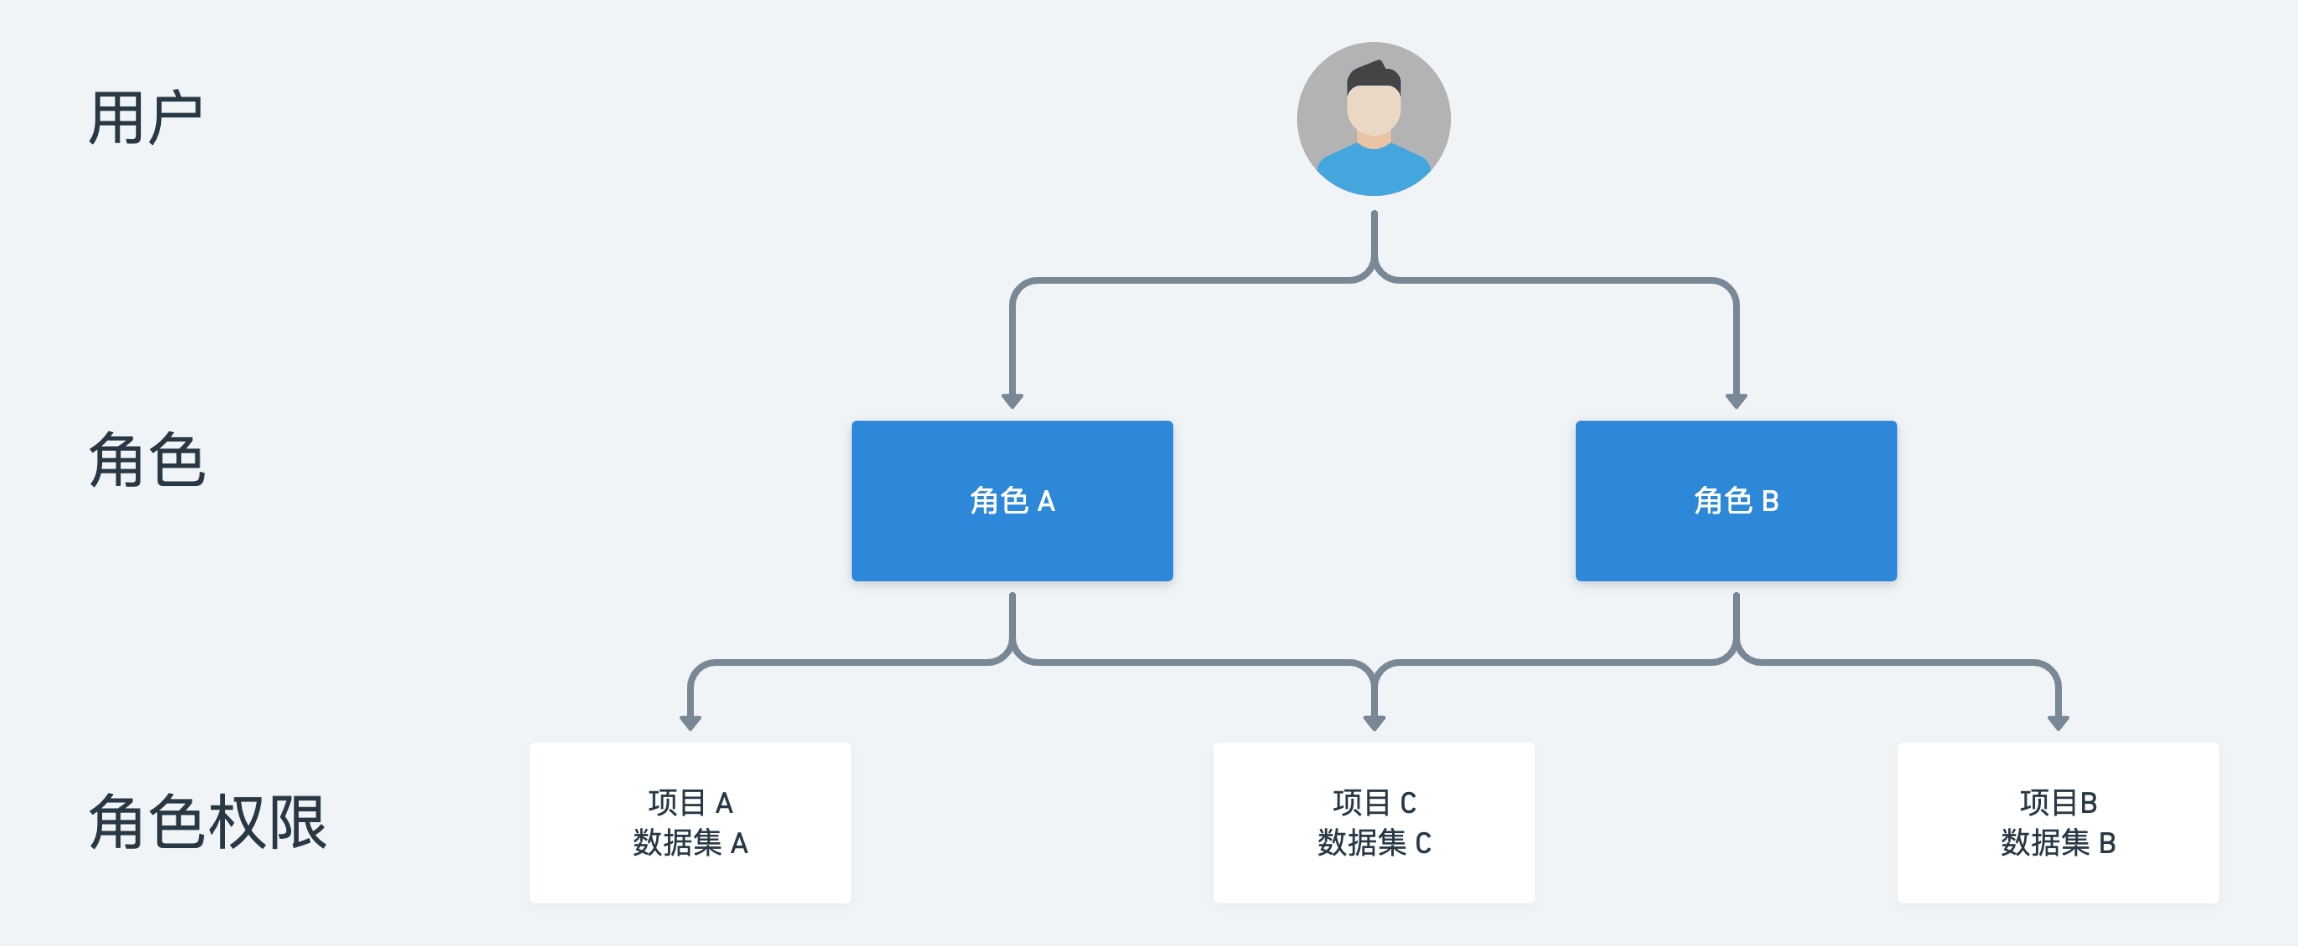 用户
角色
角色 A
角色 B
角色权限
项目 A
数据集 A
项目 C
数据集 C
项目B
数据集 B